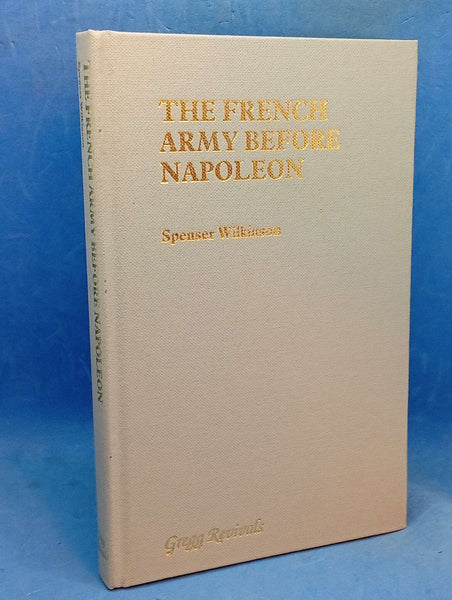 THE FRENCH
ARMY BEFORE
NAPOLEON
Spenser Wilkinson
Gregg Revivals
THE FRENCH ARMY BEFORE NAPOLEON